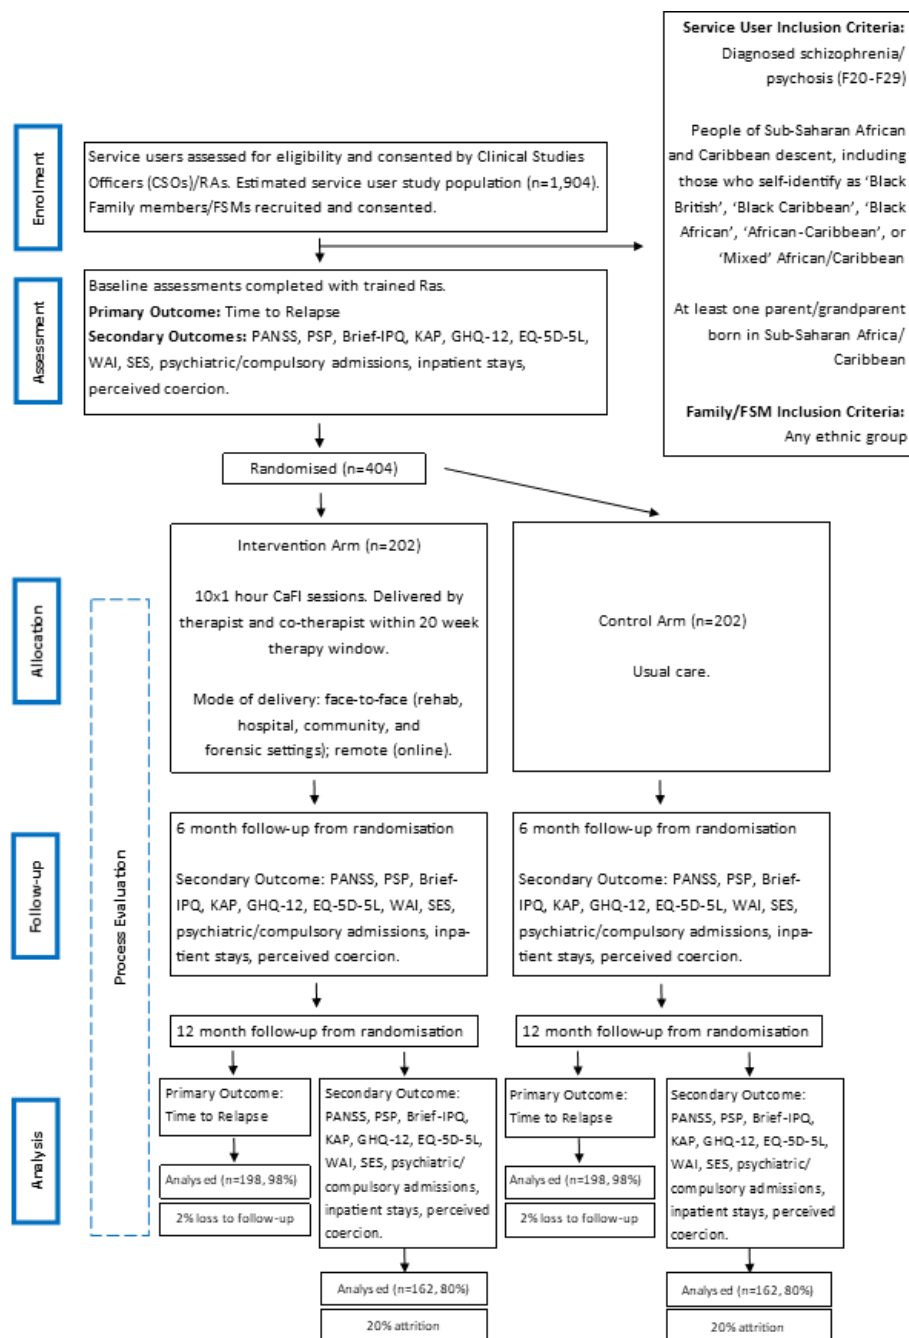 Service User Inclusion Criteria:
Diagnosed schizophrenia/
psychosis (F20-F29)
People of Sub-Saharan African
and Caribbean descent, including
those who self-identify as ‘Black
British’, ‘Black Caribbean’, ‘Black
African’, ‘African-Caribbean’, or
‘Mixed’ African/Caribbean
At least one parent/grandparent
born in Sub-Saharan Africa/
Caribbean
Family/FSM Inclusion Criteria:
Any ethnic group
Enrolment
Service users assessed for eligibility and consented by Clinical Studies
Officers (CSOs)/RAs. Estimated service user study population (n=1,904).
Family members/FSMs recruited and consented.
Assessment
Baseline assessments completed with trained Ras.
Primary Outcome: Time to Relapse
Secondary Outcomes: PANSS, PSP, Brief-IPQ, KAP, GHQ-12, EQ-5D-5L,
WAI, SES, psychiatric/compulsory admissions, inpatient stays,
perceived coercion.
Randomised (n=404)
Allocation
Intervention Arm (n=202)
10x1 hour CaFI sessions. Delivered by
therapist and co-therapist within 20 week
therapy window.
Mode of delivery: face-to-face (rehab,
hospital, community, and
forensic settings); remote (online).
Control Arm (n=202)
Usual care.
Process Evaluation
Follow-up
6 month follow-up from randomisation
Secondary Outcome: PANSS, PSP, Brief-
IPQ, KAP, GHQ-12, EQ-5D-5L, WAI, SES,
psychiatric/compulsory admissions, inpa-
tient stays, perceived coercion.
6 month follow-up from randomisation
Secondary Outcome: PANSS, PSP, Brief-
IPQ, KAP, GHQ-12, EQ-5D-5L, WAI, SES,
psychiatric/compulsory admissions, inpa-
tient stays, perceived coercion.
12 month follow-up from randomisation
12 month follow-up from randomisation
Analysis
Primary Outcome:
Time to Relapse
Analysed (n=198, 98%)
2% loss to follow-up
Secondary Outcome:
PANSS, PSP, Brief-IPQ,
KAP, GHQ-12, EQ-5D-5L,
WAI, SES, psychiatric/
compulsory admissions,
inpatient stays, perceived
coercion.
Analysed (n=162, 80%)
20% attrition
Primary Outcome:
Time to Relapse
Analysed (n=198, 98%)
2% loss to follow-up
Secondary Outcome:
PANSS, PSP, Brief-IPQ,
KAP, GHQ-12, EQ-5D-5L,
WAI, SES, psychiatric/
compulsory admissions,
inpatient stays, perceived
coercion.
Analysed (n=162, 80%)
20% attrition